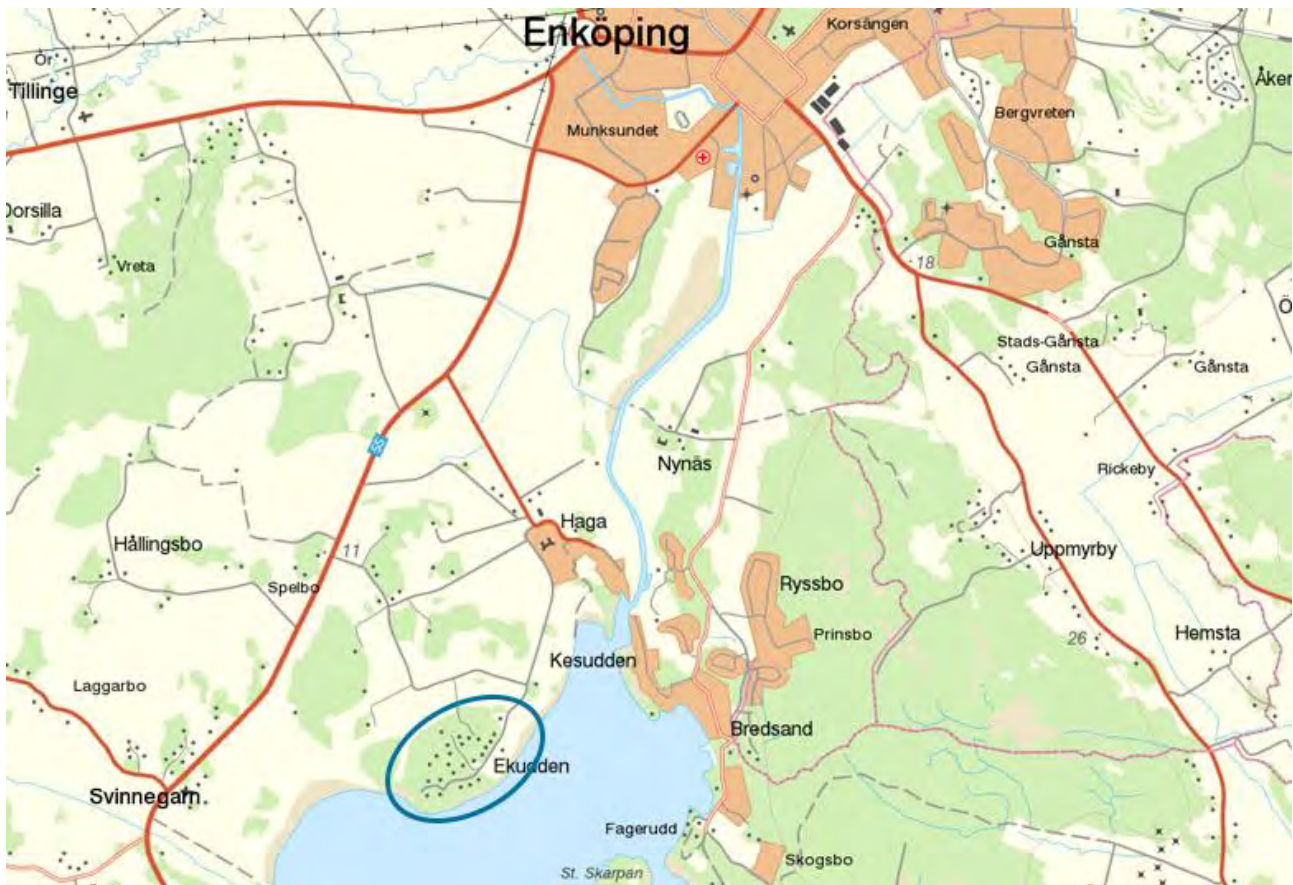 Korsängen
Enköping
Ör
Tillinge
Åker
Bergvreten
Munksundet
Dorsilla
Gånsta
Vreta
18
Ö
Stads-Gånsta
Gånsta
Gånsta
55
Nynäs
Rickeby
Haga
Hållingsbo
11
Uppmyrby
Spelbo
Ryssbo
Prinsbo
26
Hemsta
Kesudden
Laggarbo
Bredsand
Ekudden
Svinnegarn
Fagerudd
Skogsbo
St. Skarpan